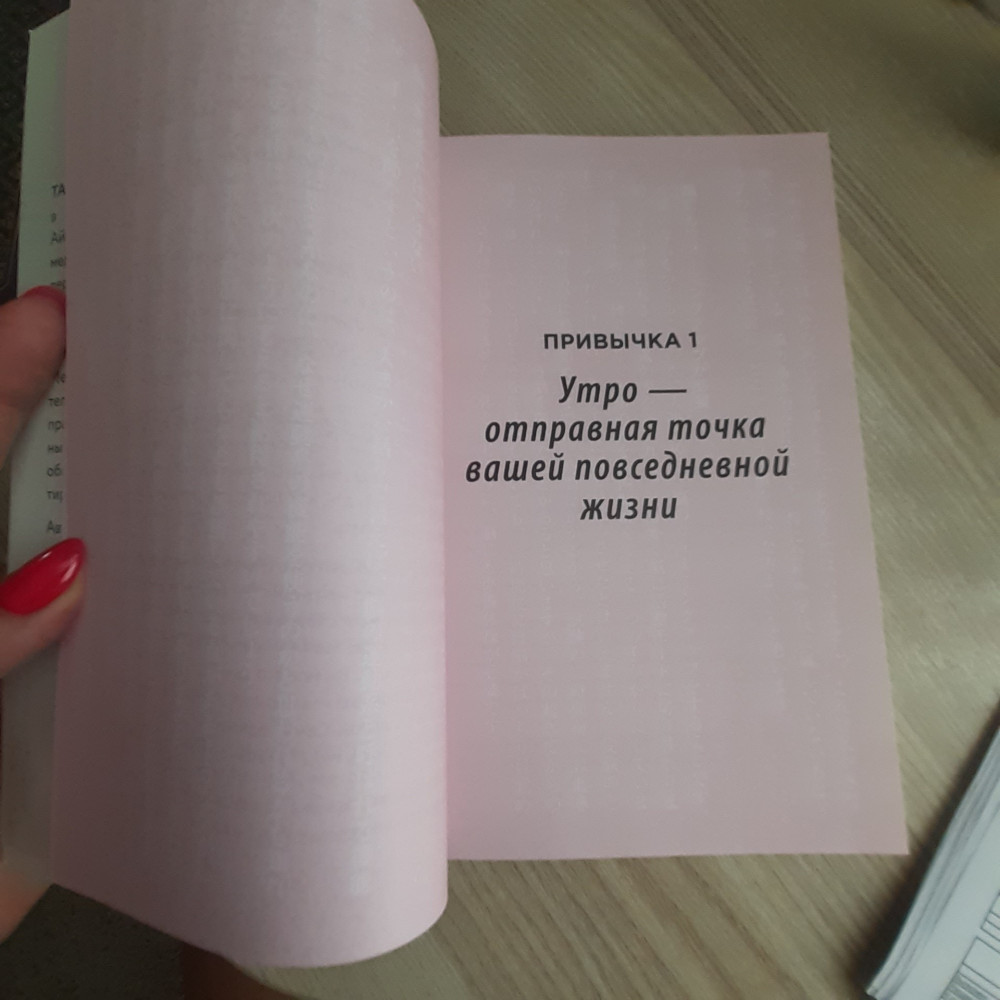 ПРИВЫЧКА 1
Утро —
отправная точка
вашей повседневной
жизни